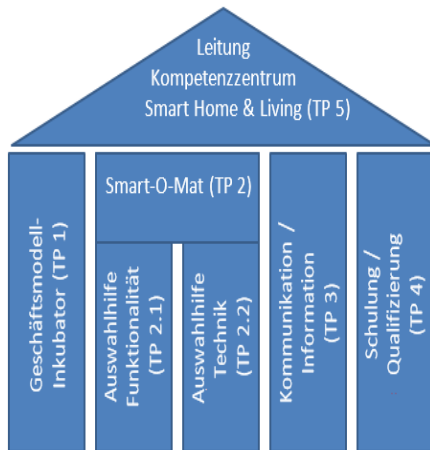 Leitung
Kompetenzzentrum
Smart Home & Living (TP 5)
Geschäftsmodell-
Inkubator (TP 1)
Smart-O-Mat (TP 2)
Auswahlhilfe
Funktionalität
(TP 2.1)
Auswahlhilfe
Technik
(TP 2.2)
Kommunikation /
Information
(TP 3)
Schulung /
Qualifizierung
(TP 4)